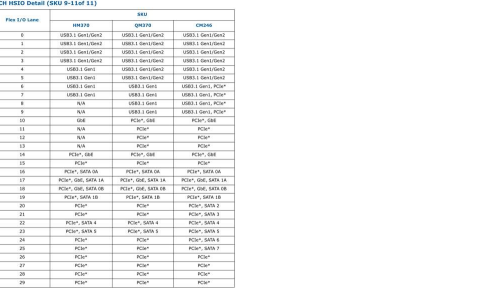 CH HSIO Detail (SKU 9-11of 11)
Flex I/O Lane SKU
HM370 QM370 CM246
0 USB3.1 Gen1/Gen2 USB3.1 Gen1/Gen2 USB3.1 Gen1/Gen2
1 USB3.1 Gen1/Gen2 USB3.1 Gen1/Gen2 USB3.1 Gen1/Gen2
2 USB3.1 Gen1/Gen2 USB3.1 Gen1/Gen2 USB3.1 Gen1/Gen2
3 USB3.1 Gen1/Gen2 USB3.1 Gen1/Gen2 USB3.1 Gen1/Gen2
4 USB3.1 Gen1 USB3.1 Gen1 USB3.1 Gen1/Gen2
5 USB3.1 Gen1 USB3.1 Gen1 USB3.1 Gen1/Gen2
6 USB3.1 Gen1 USB3.1 Gen1 USB3.1 Gen1, PCIe*
7 USB3.1 Gen1 USB3.1 Gen1 USB3.1 Gen1, PCIe*
8 N/A USB3.1 Gen1 USB3.1 Gen1, PCIe*
9 N/A USB3.1 Gen1 USB3.1 Gen1, PCIe*
10 GbE PCIe*, GbE PCIe*, GbE
11 N/A PCIe* PCIe*
12 N/A PCIe* PCIe*
13 N/A PCIe* PCIe*
14 PCIe*, GbE PCIe*, GbE PCIe*, GbE
15 PCIe* PCIe* PCIe*
16 PCIe*, SATA 0A PCIe*, SATA 0A PCIe*, SATA 0A
17 PCIe*, GbE, SATA 1A PCIe*, GbE, SATA 1A PCIe*, GbE, SATA 1A
18 PCIe*, GbE, SATA 0B PCIe*, GbE, SATA 0B PCIe*, GbE, SATA 0B
19 PCIe*, SATA 1B PCIe*, SATA 1B PCIe*, SATA 1B
20 PCIe* PCIe* PCIe*, SATA 2
21 PCIe* PCIe* PCIe*, SATA 3
22 PCIe*, SATA 4 PCIe*, SATA 4 PCIe*, SATA 4
23 PCIe*, SATA 5 PCIe*, SATA 5 PCIe*, SATA 5
24 PCIe* PCIe* PCIe*, SATA 6
25 PCIe* PCIe* PCIe*, SATA 7
26 PCIe* PCIe* PCIe*
27 PCIe* PCIe* PCIe*
28 PCIe* PCIe* PCIe*
29 PCIe* PCIe* PCIe*